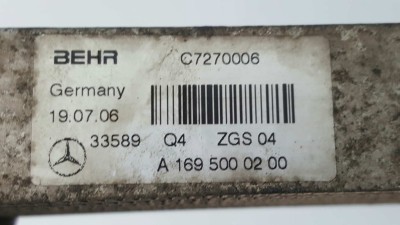 BEHR C7270006
Germany
19.07.06
33589 Q4 ZGS 04
A 169 500 02 00